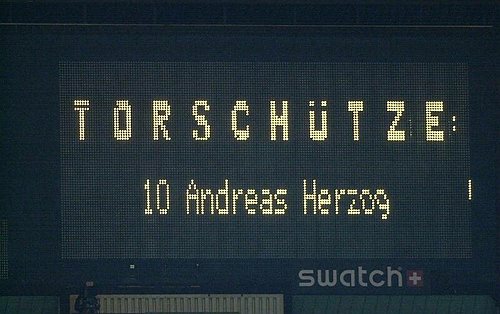 TORSCHÜTZE:
10 Andreas Herzog
swatch